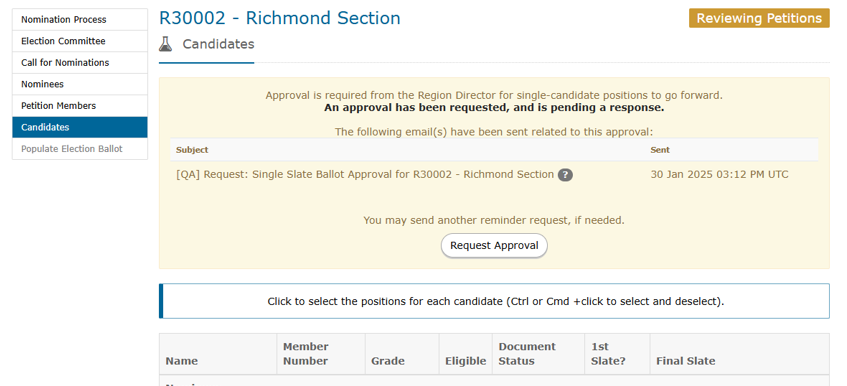 Nomination Process
Election Committee
Call for Nominations
Nominees
Petition Members
Candidates
Populate Election Ballot
R30002 - Richmond Section
Reviewing Petitions
Candidates
Approval is required from the Region Director for single-candidate positions to go forward.
An approval has been requested, and is pending a response.
The following email(s) have been sent related to this approval:
Subject Sent
[QA] Request: Single Slate Ballot Approval for R30002 - Richmond Section ? 30 Jan 2025 03:12 PM UTC
You may send another reminder request, if needed.
Request Approval
Click to select the positions for each candidate (Ctrl or Cmd +click to select and deselect).
Name Member Number Grade Eligible Document Status 1st Slate? Final Slate